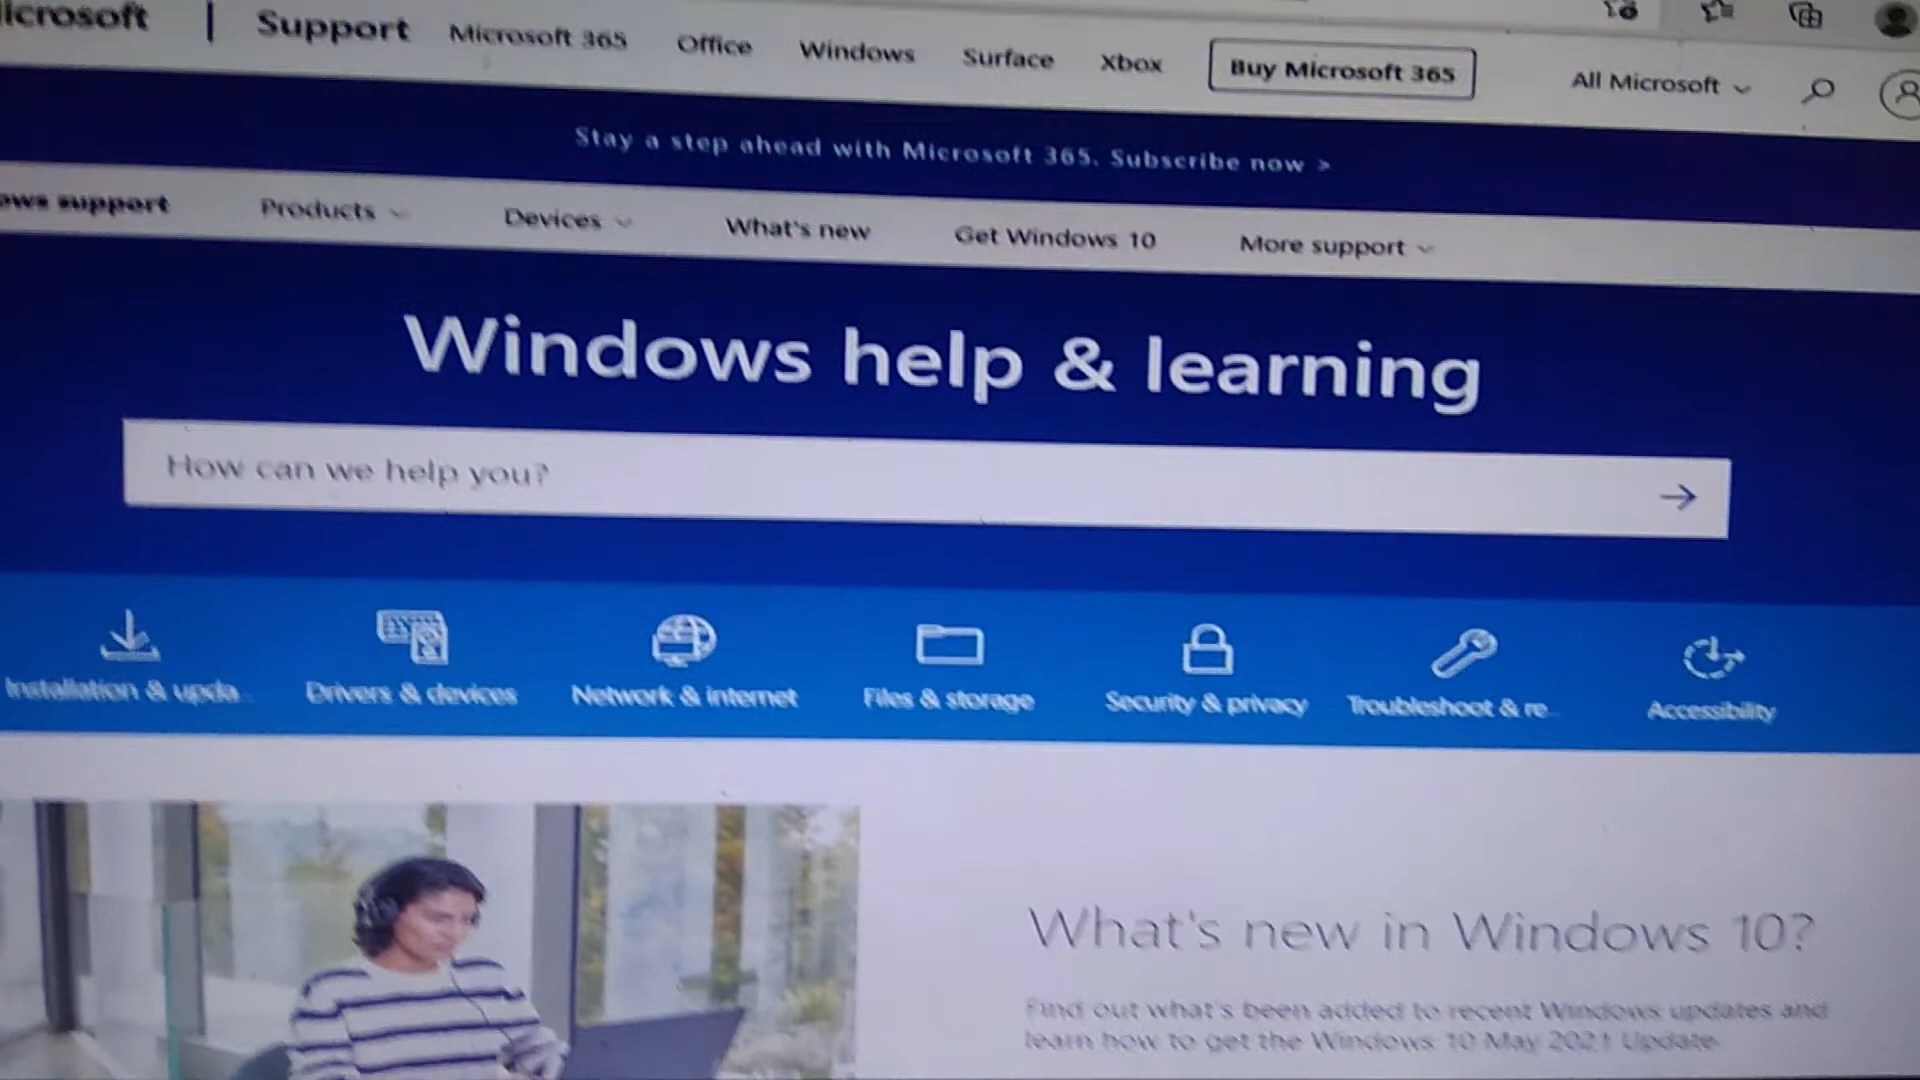 icrosoft | Support Microsoft 365 Office Windows Surface Xbox Buy Microsoft 365 All Microsoft
Stay a step ahead with Microsoft 365. Subscribe now >
ows support Products Devices What's new Get Windows 10 More support
Windows help & learning
How can we help you?
Installation & upda Drivers & devices Network & internet Files & storage Security & privacy Troubleshoot & re Accessibility
What's new in Windows 10?
Find out what's been added to recent Windows updates and
learn how to get the Windows 10 May 2021 Update